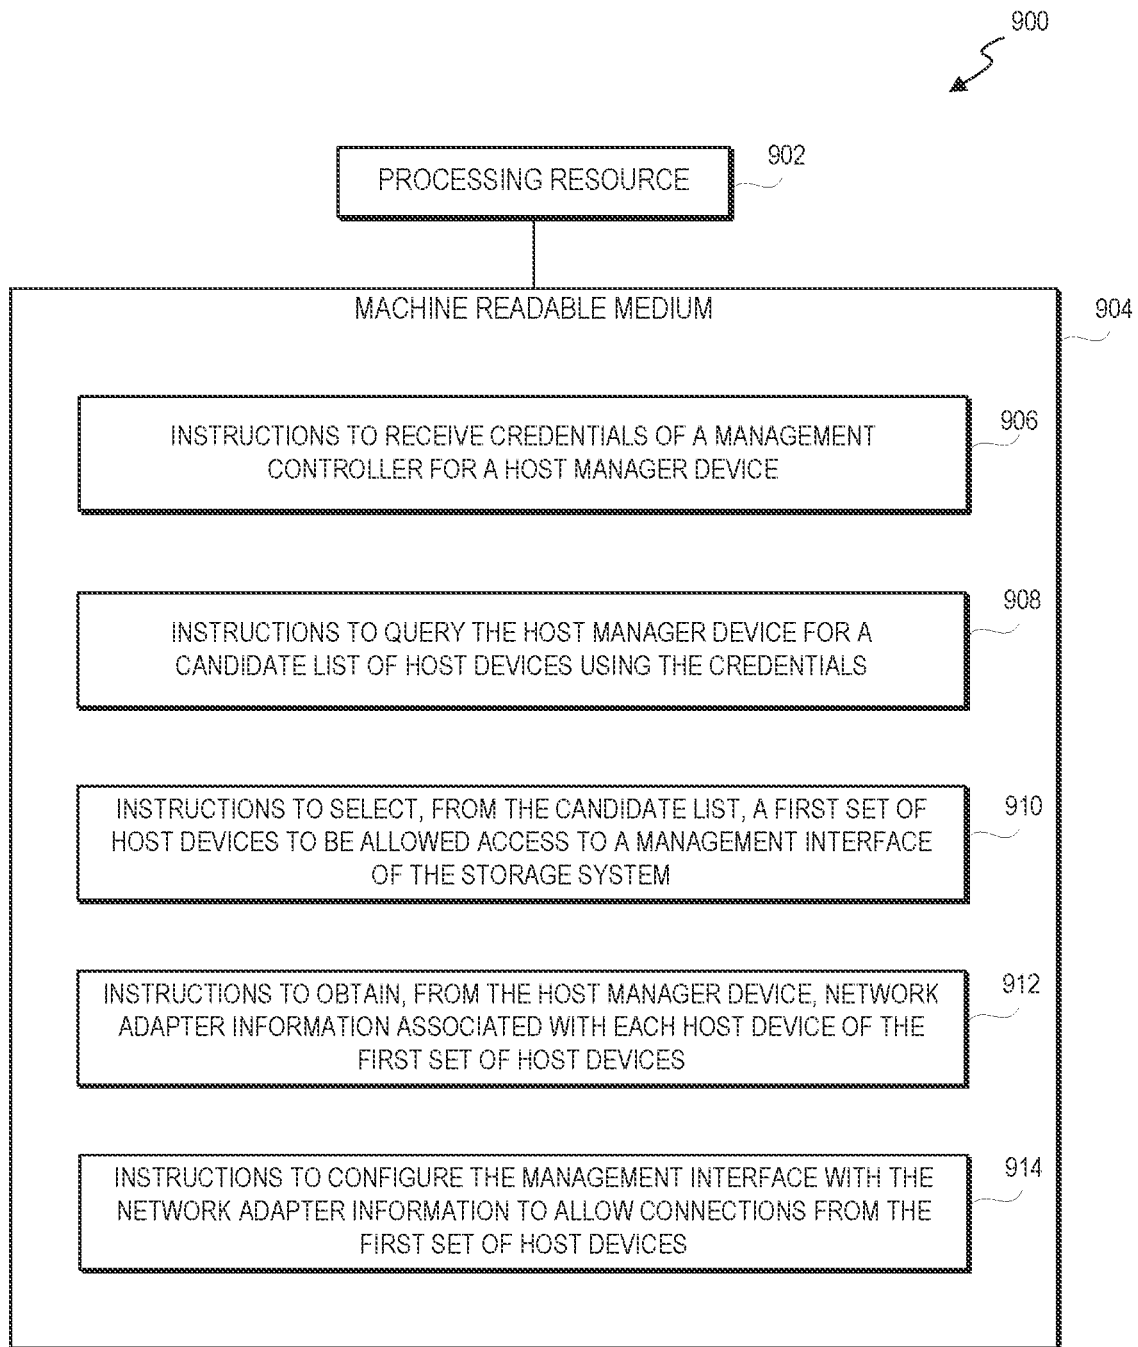 900
PROCESSING RESOURCE
902
MACHINE READABLE MEDIUM
904
INSTRUCTIONS TO RECEIVE CREDENTIALS OF A MANAGEMENT
CONTROLLER FOR A HOST MANAGER DEVICE
906
INSTRUCTIONS TO QUERY THE HOST MANAGER DEVICE FOR A
CANDIDATE LIST OF HOST DEVICES USING THE CREDENTIALS
908
INSTRUCTIONS TO SELECT, FROM THE CANDIDATE LIST, A FIRST SET OF
HOST DEVICES TO BE ALLOWED ACCESS TO A MANAGEMENT INTERFACE
OF THE STORAGE SYSTEM
910
INSTRUCTIONS TO OBTAIN, FROM THE HOST MANAGER DEVICE, NETWORK
ADAPTER INFORMATION ASSOCIATED WITH EACH HOST DEVICE OF THE
FIRST SET OF HOST DEVICES
912
INSTRUCTIONS TO CONFIGURE THE MANAGEMENT INTERFACE WITH THE
NETWORK ADAPTER INFORMATION TO ALLOW CONNECTIONS FROM THE
FIRST SET OF HOST DEVICES
914